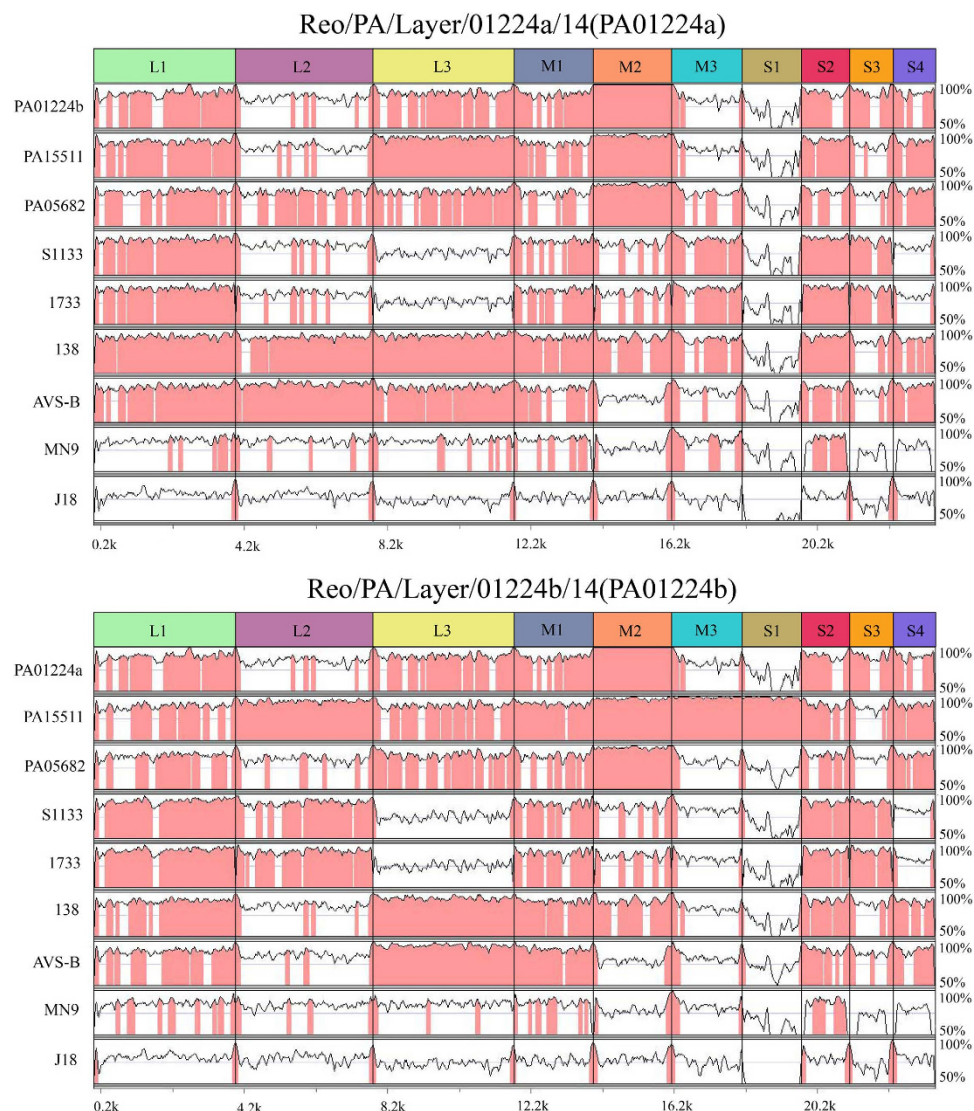 Reo/PA/Layer/01224a/14(PA01224a)
L1 L2 L3 M1 M2 M3 S1 S2 S3 S4
PA01224b 100% 50%
PA15511 100% 50%
PA05682 100% 50%
S1133 100% 50%
1733 100% 50%
138 100% 50%
AVS-B 100% 50%
MN9 100% 50%
J18 100% 50%
0.2k 4.2k 8.2k 12.2k 16.2k 20.2k
Reo/PA/Layer/01224b/14(PA01224b)
L1 L2 L3 M1 M2 M3 S1 S2 S3 S4
PA01224a 100% 50%
PA15511 100% 50%
PA05682 100% 50%
S1133 100% 50%
1733 100% 50%
138 100% 50%
AVS-B 100% 50%
MN9 100% 50%
J18 100% 50%
0.2k 4.2k 8.2k 12.2k 16.2k 20.2k